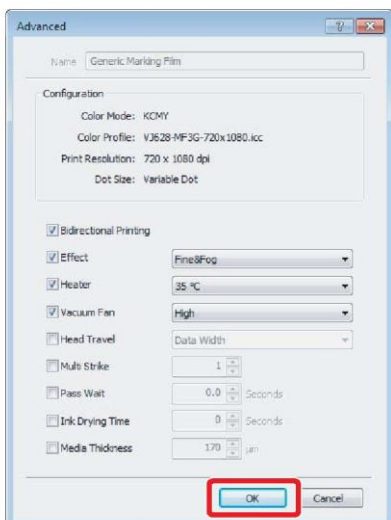 Advanced
Name Generic Marking Film
Configuration
Color Mode: KCMY
Color Profile: VJ628-MF3G-720x1080.icc
Print Resolution: 720 x 1080 dpi
Dot Size: Variable Dot
Bidirectional Printing
Effect Fine&Fog
Heater 35 °C
Vacuum Fan High
Head Travel Data Width
Multi Strike 1
Pass Wait 0.0 Seconds
Ink Drying Time 0 Seconds
Media Thickness 170 µm
OK Cancel